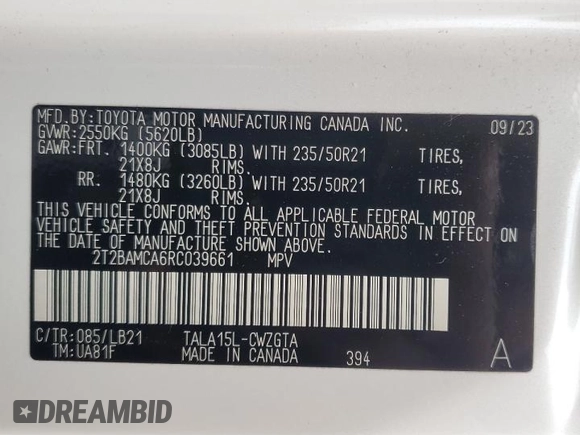 MFD.BY:TOYOTA MOTOR MANUFACTURING CANADA INC. 09/23
GVWR:2550KG (5620LB)
GAWR:FRT. 1400KG (3085LB) WITH 235/50R21 TIRES,
21X8J RIMS.
RR. 1480KG (3260LB) WITH 235/50R21 TIRES,
21X8J RIMS.
THIS VEHICLE CONFORMS TO ALL APPLICABLE FEDERAL MOTOR
VEHICLE SAFETY AND THEFT PREVENTION STANDARDS IN EFFECT ON
THE DATE OF MANUFACTURE SHOWN ABOVE.
2T2BAMCA6RC039661 MPV
C/TR:085/LB21 TALA15L-CWZGTA
TM:UA81F MADE IN CANADA 394 A
DREAMBID